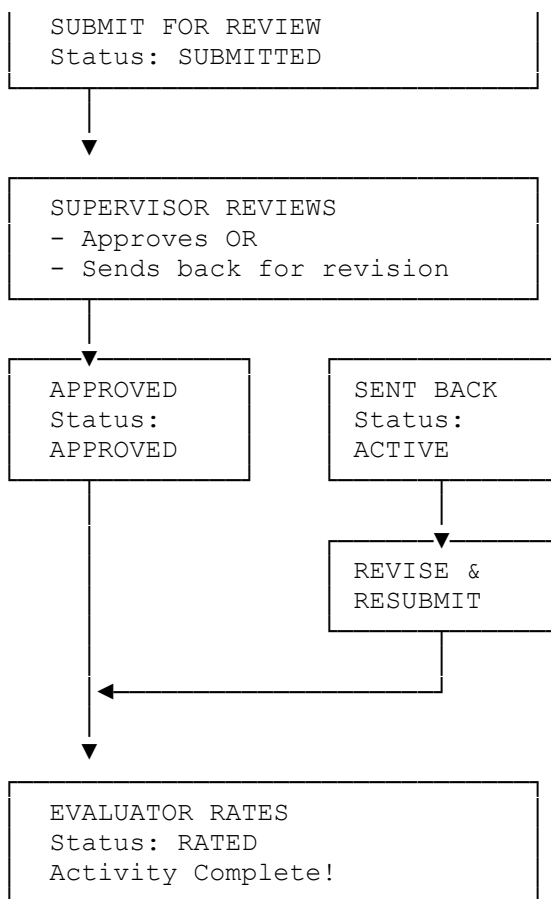 SUBMIT FOR REVIEW
Status: SUBMITTED
SUPERVISOR REVIEWS
- Approves OR
- Sends back for revision
APPROVED
Status:
APPROVED
SENT BACK
Status:
ACTIVE
REVISE &
RESUBMIT
EVALUATOR RATES
Status: RATED
Activity Complete!